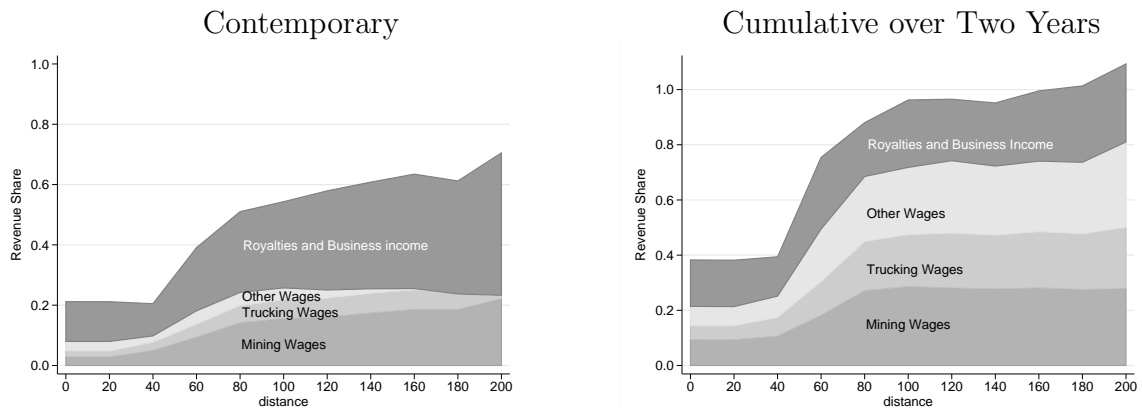 Contemporary
Revenue Share
1.0
0.8
0.6
0.4
0.2
0.0
Royalties and Business income
Other Wages
Trucking Wages
Mining Wages
0 20 40 60 80 100 120 140 160 180 200
distance
Cumulative over Two Years
Revenue Share
1.0
0.8
0.6
0.4
0.2
0.0
Royalties and Business Income
Other Wages
Trucking Wages
Mining Wages
0 20 40 60 80 100 120 140 160 180 200
distance